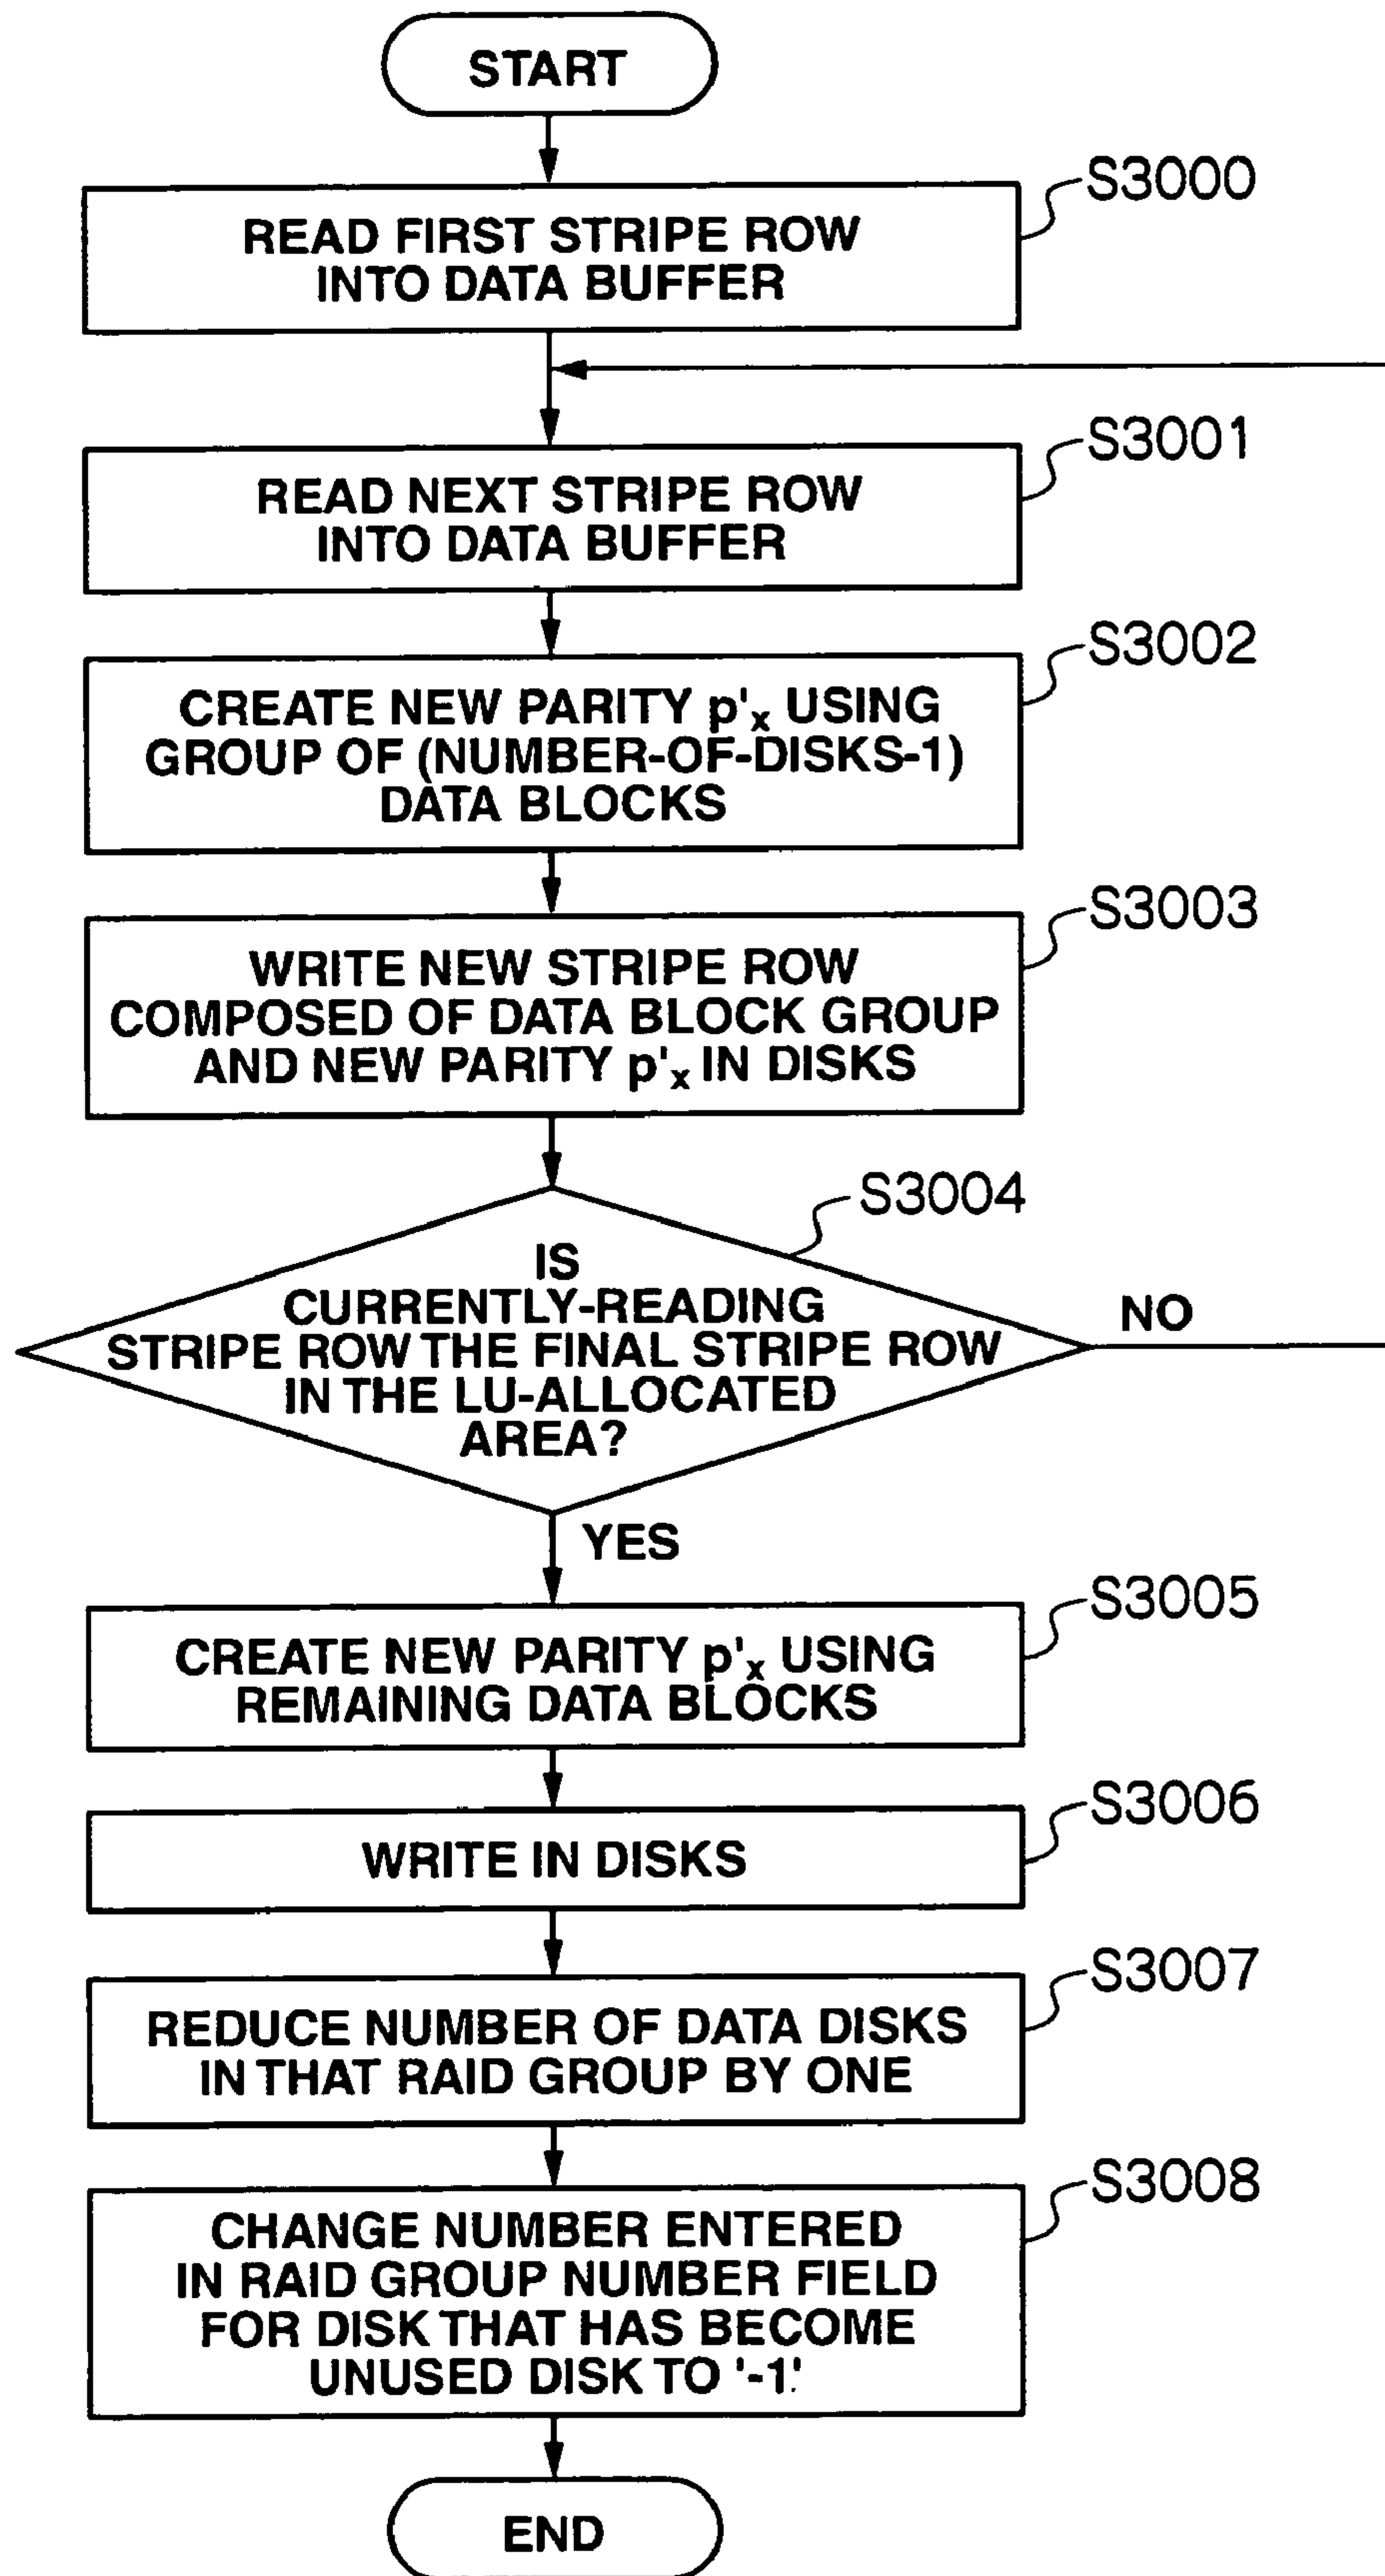 START
S3000
READ FIRST STRIPE ROW
INTO DATA BUFFER
S3001
READ NEXT STRIPE ROW
INTO DATA BUFFER
S3002
CREATE NEW PARITY p'x USING
GROUP OF (NUMBER-OF-DISKS-1)
DATA BLOCKS
S3003
WRITE NEW STRIPE ROW
COMPOSED OF DATA BLOCK GROUP
AND NEW PARITY p'x IN DISKS
S3004
IS
CURRENTLY-READING
STRIPE ROW THE FINAL STRIPE ROW
IN THE LU-ALLOCATED
AREA?
NO
YES
S3005
CREATE NEW PARITY p'x USING
REMAINING DATA BLOCKS
S3006
WRITE IN DISKS
S3007
REDUCE NUMBER OF DATA DISKS
IN THAT RAID GROUP BY ONE
S3008
CHANGE NUMBER ENTERED
IN RAID GROUP NUMBER FIELD
FOR DISK THAT HAS BECOME
UNUSED DISK TO '-1'.
END